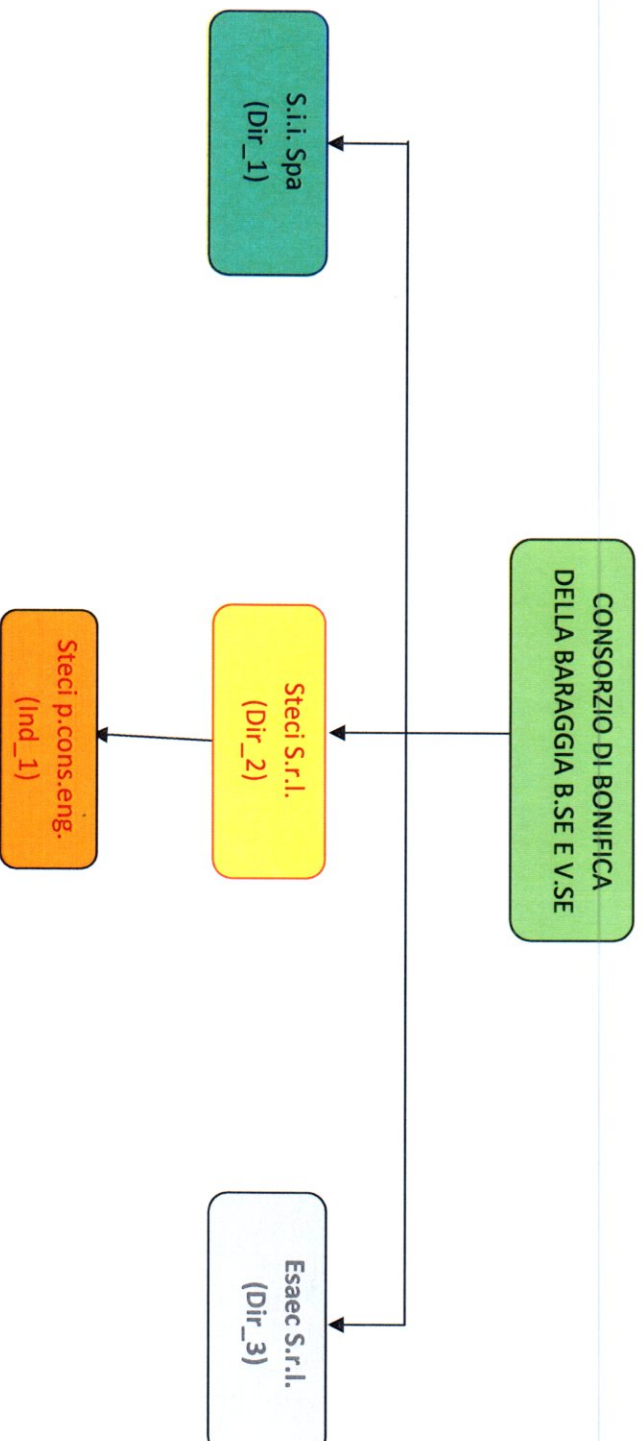 CONSORZIO DI BONIFICA
DELLA BARAGGIA B.SE E V.SE
S.i.i. Spa
(Dir_1)
Steci S.r.l.
(Dir_2)
Esaec S.r.l.
(Dir_3)
Steci p.cons.eng.
(Ind_1)